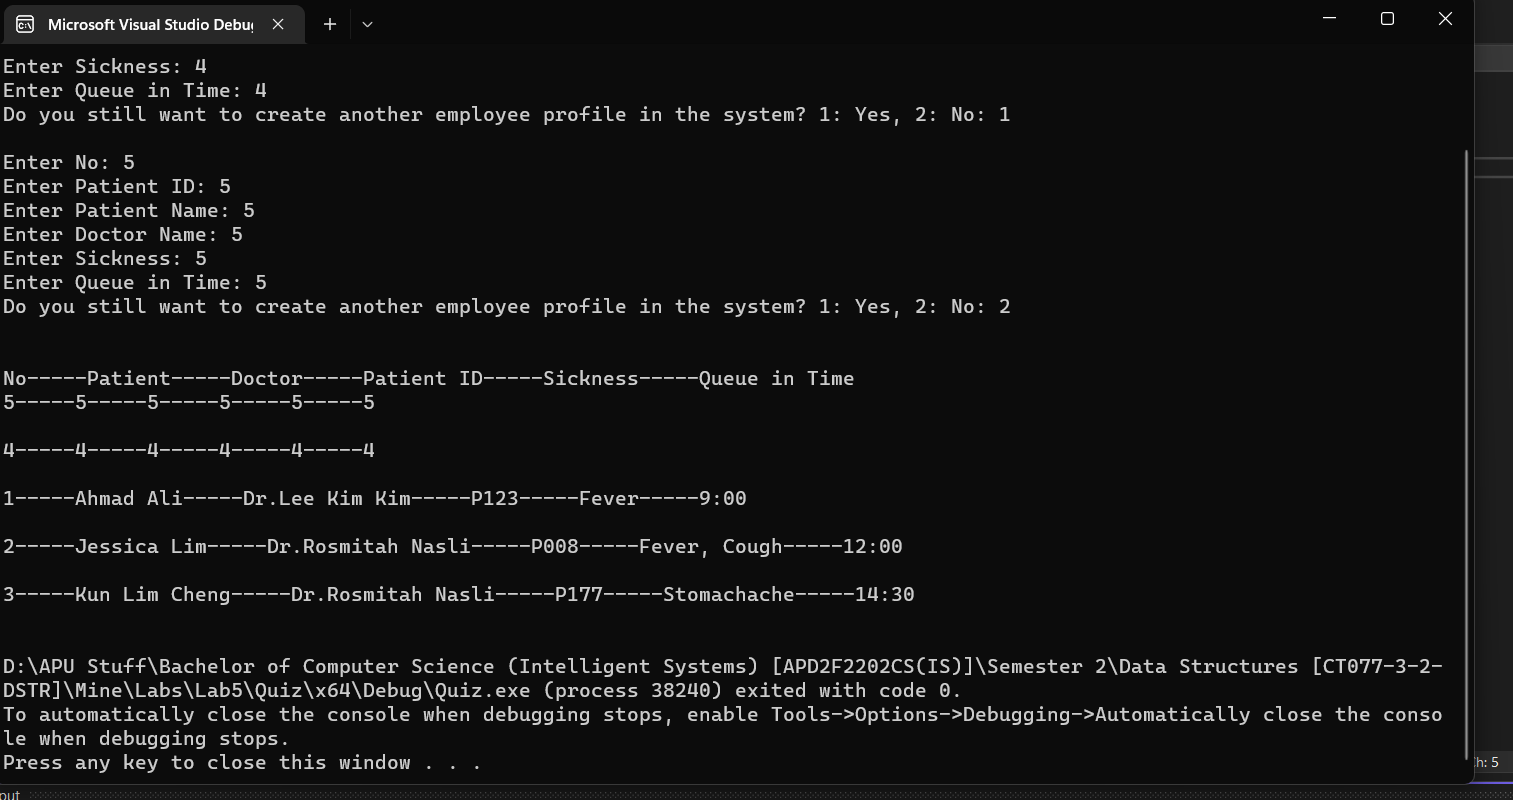 Microsoft Visual Studio Debu
Enter Sickness: 4
Enter Queue in Time: 4
Do you still want to create another employee profile in the system? 1: Yes, 2: No: 1
Enter No: 5
Enter Patient ID: 5
Enter Patient Name: 5
Enter Doctor Name: 5
Enter Sickness: 5
Enter Queue in Time: 5
Do you still want to create another employee profile in the system? 1: Yes, 2: No: 2
No-----Patient-----Doctor-----Patient ID-----Sickness-----Queue in Time
5-----5-----5-----5-----5-----5
4-----4-----4-----4-----4-----4
1-----Ahmad Ali-----Dr.Lee Kim Kim-----P123-----Fever-----9:00
2-----Jessica Lim-----Dr.Rosmitah Nasli-----P008-----Fever, Cough-----12:00
3-----Kun Lim Cheng-----Dr.Rosmitah Nasli-----P177-----Stomachache-----14:30
D:\APU Stuff\Bachelor of Computer Science (Intelligent Systems) [APD2F2202CS(IS)]\Semester 2\Data Structures [CT077-3-2-
DSTR]\Mine\Labs\Lab5\Quiz\x64\Debug\Quiz.exe (process 38240) exited with code 0.
To automatically close the console when debugging stops, enable Tools->Options->Debugging->Automatically close the conso
le when debugging stops.
Press any key to close this window . . .
h: 5
put